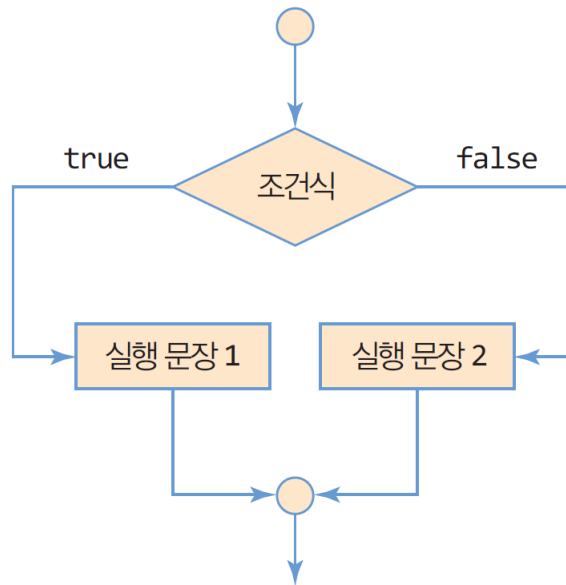 true
false
조건식
실행 문장 1
실행 문장 2